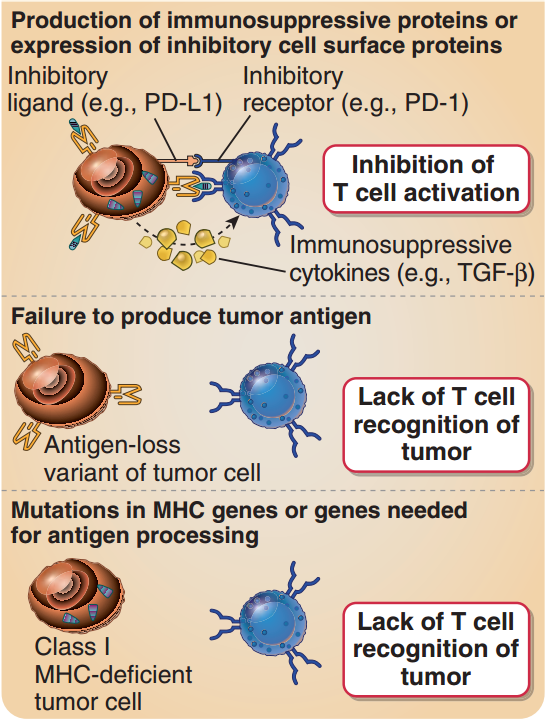 Production of immunosuppressive proteins or
expression of inhibitory cell surface proteins
Inhibitory
ligand (e.g., PD-L1)
Inhibitory
receptor (e.g., PD-1)
Inhibition of
T cell activation
Immunosuppressive
cytokines (e.g., TGF-β)
Failure to produce tumor antigen
Antigen-loss
variant of tumor cell
Lack of T cell
recognition of
tumor
Mutations in MHC genes or genes needed
for antigen processing
Class I
MHC-deficient
tumor cell
Lack of T cell
recognition of
tumor